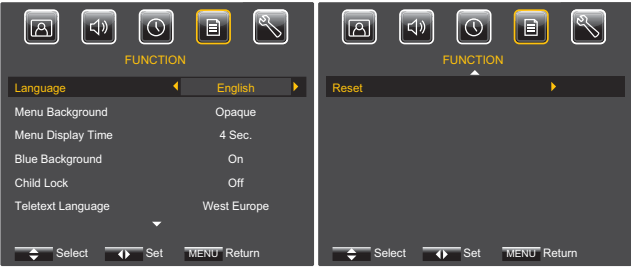 FUNCTION
Language English
Menu Background Opaque
Menu Display Time 4 Sec.
Blue Background On
Child Lock Off
Teletext Language West Europe
Select Set MENU Return
FUNCTION
Reset
Select Set MENU Return